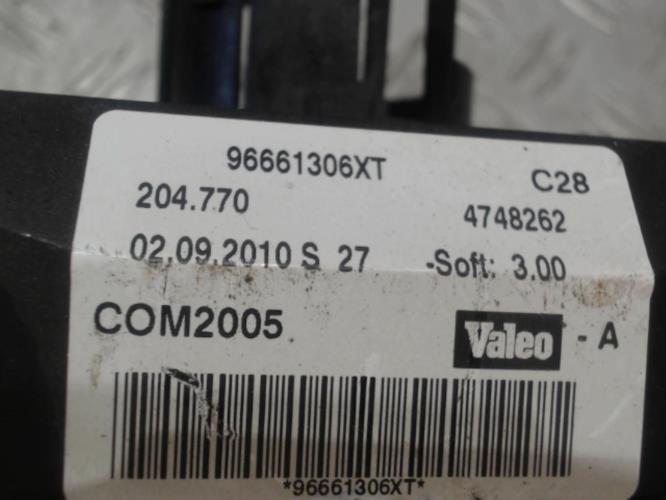 96661306XT C28
204.770 4748262
02.09.2010 S 27 -Soft: 3.00
COM2005 Valeo - A
*96661306XT*